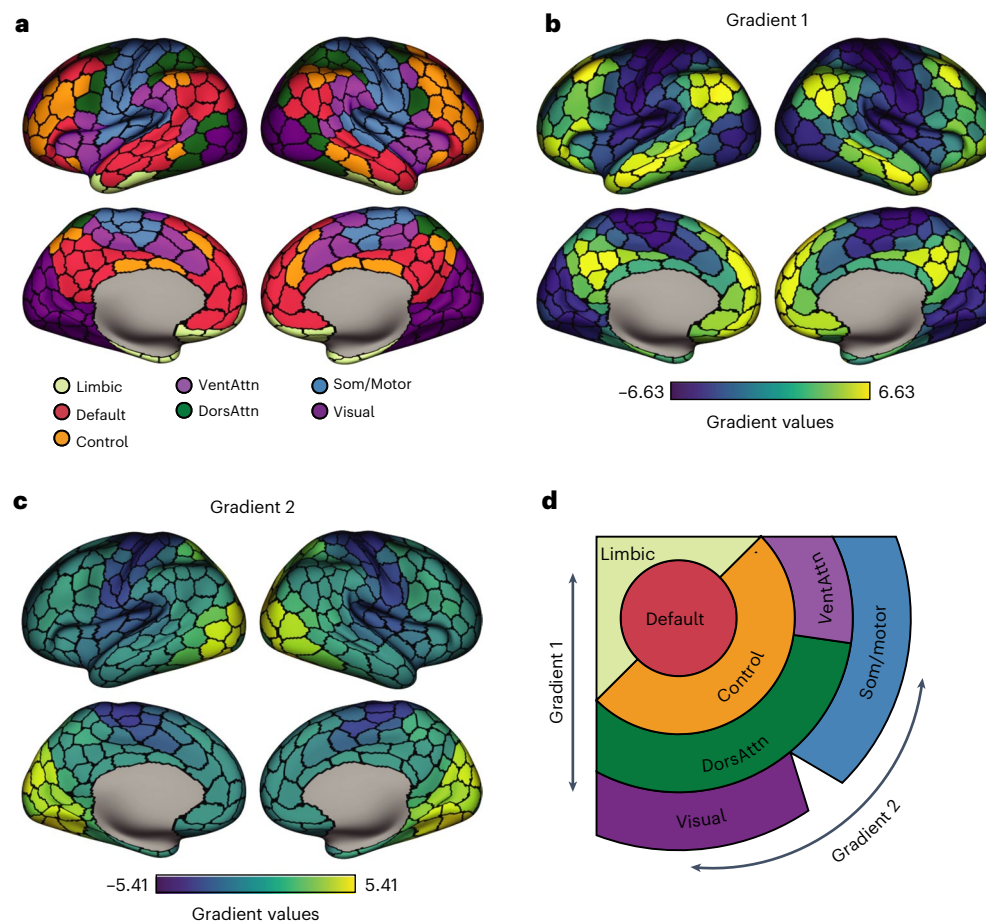 a
b
Gradient 1
Limbic
Default
Control
VentAttn
DorsAttn
Som/Motor
Visual
−6.63
6.63
Gradient values
c
Gradient 2
−5.41
5.41
Gradient values
d
Limbic
Default
Control
VentAttn
DorsAttn
Som/motor
Visual
Gradient 1
Gradient 2